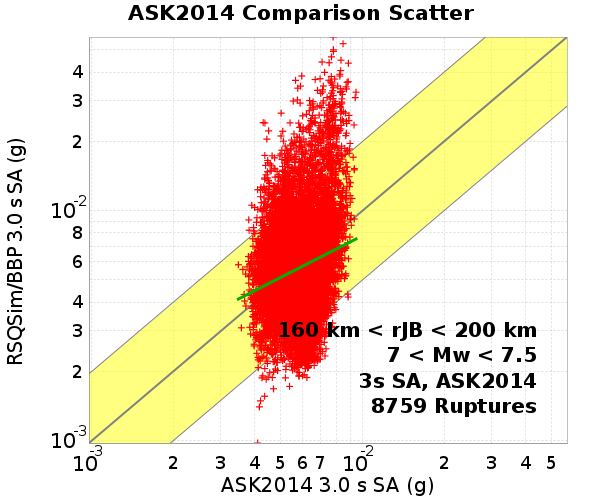 ASK2014 Comparison Scatter
RSQSim/BBP 3.0 s SA (g)
4
3
2
10-2
8
6
4
3
2
10-3
160 km < rJB < 200 km
7 < Mw < 7.5
3s SA, ASK2014
8759 Ruptures
10-3 2 3 4 5 6 7 10-2 2 3 4 5
ASK2014 3.0 s SA (g)